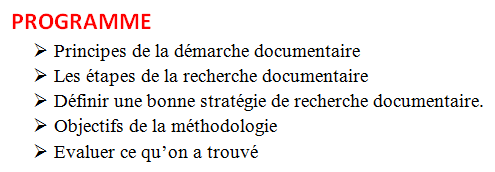 PROGRAMME
➢ Principes de la démarche documentaire
➢ Les étapes de la recherche documentaire
➢ Définir une bonne stratégie de recherche documentaire.
➢ Objectifs de la méthodologie
➢ Evaluer ce qu’on a trouvé